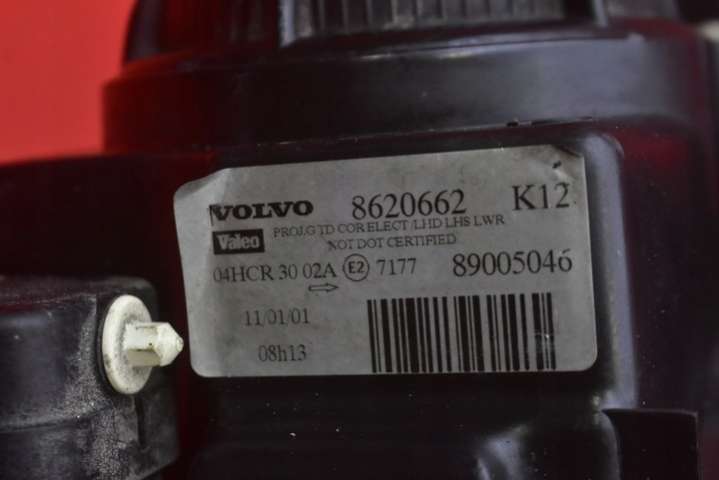 VOLVO 8620662 K12
PROJ.G TD COR ELECT /LHD LHS LWR
Valeo NOT DOT CERTIFIED
04HCR 30 02A E2 7177 89005046
11/01/01
08h13